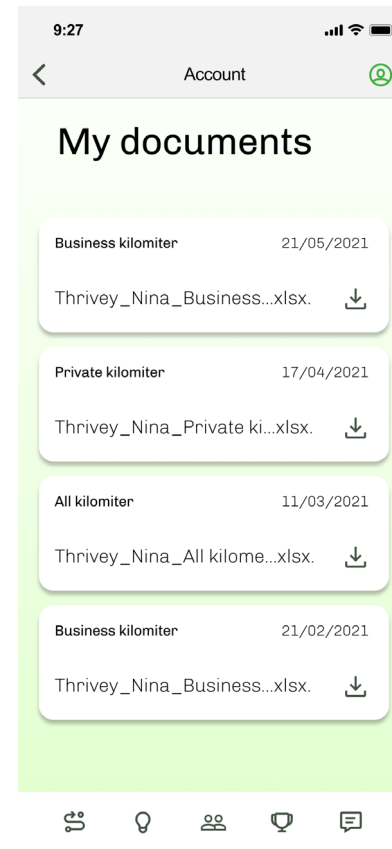 9:27
Account
My documents
Business kilomiter 21/05/2021
Thrivey_Nina_Business...xlsx.
Private kilomiter 17/04/2021
Thrivey_Nina_Private ki...xlsx.
All kilomiter 11/03/2021
Thrivey_Nina_All kilome...xlsx.
Business kilomiter 21/02/2021
Thrivey_Nina_Business...xlsx.